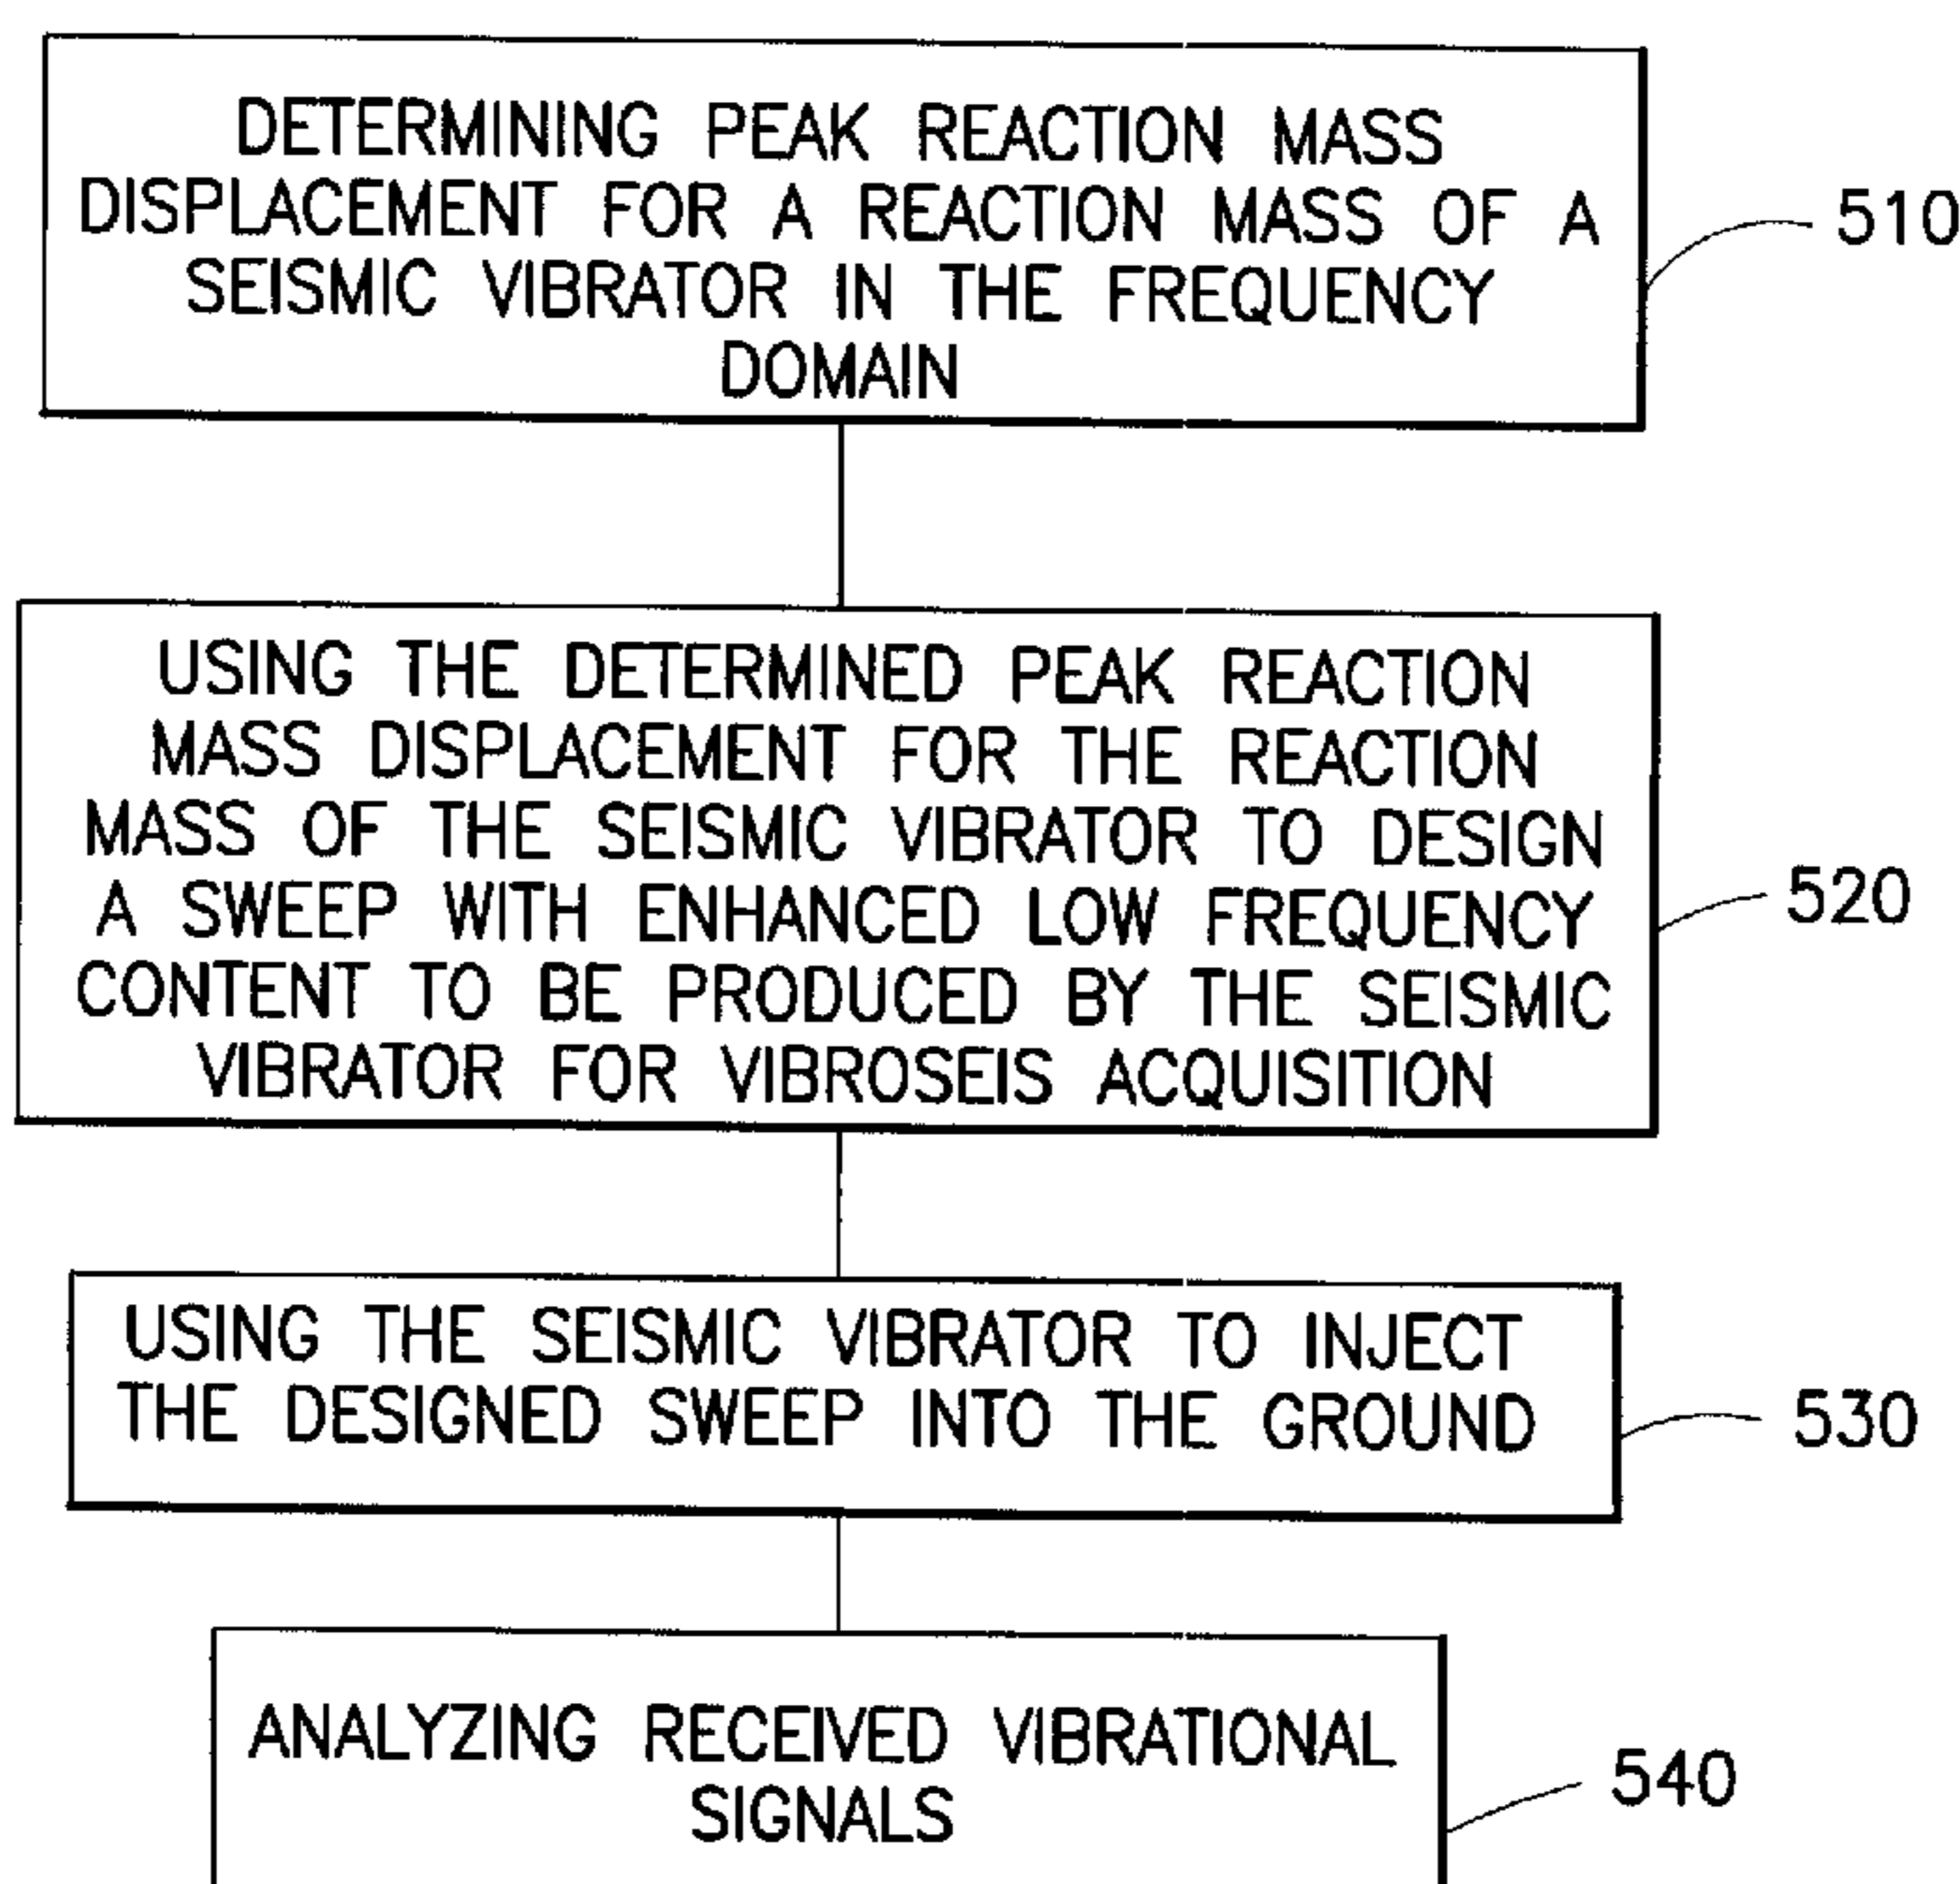 DETERMINING PEAK REACTION MASS
DISPLACEMENT FOR A REACTION MASS OF A
SEISMIC VIBRATOR IN THE FREQUENCY
DOMAIN
510
USING THE DETERMINED PEAK REACTION
MASS DISPLACEMENT FOR THE REACTION
MASS OF THE SEISMIC VIBRATOR TO DESIGN
A SWEEP WITH ENHANCED LOW FREQUENCY
CONTENT TO BE PRODUCED BY THE SEISMIC
VIBRATOR FOR VIBROSEIS ACQUISITION
520
USING THE SEISMIC VIBRATOR TO INJECT
THE DESIGNED SWEEP INTO THE GROUND
530
ANALYZING RECEIVED VIBRATIONAL
SIGNALS
540